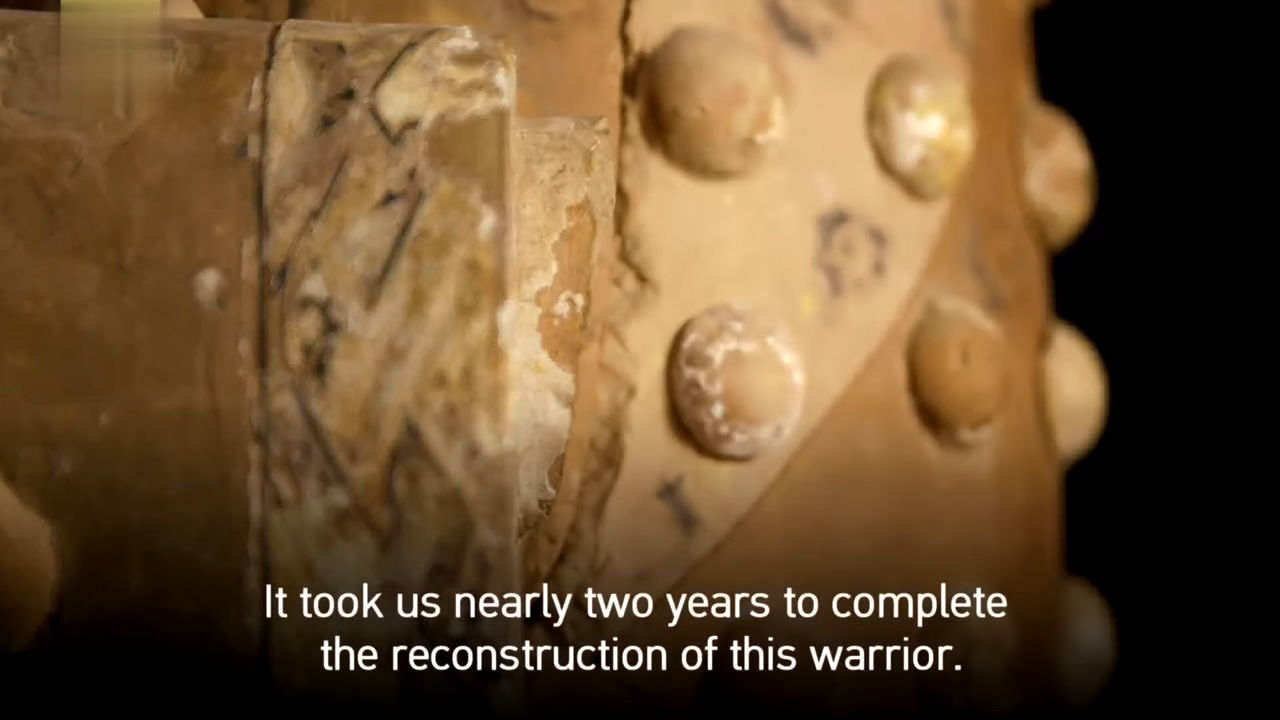 It took us nearly two years to complete
the reconstruction of this warrior.